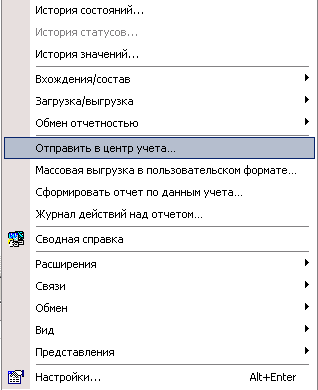 История состояний...
История статусов...
История значений...
Вхождения/состав
Загрузка/выгрузка
Обмен отчетностью
Отправить в центр учета...
Массовая выгрузка в пользовательском формате...
Сформировать отчет по данным учета...
Журнал действий над отчетом...
Сводная справка
Расширения
Связи
Обмен
Вид
Представления
Настройки... Alt+Enter